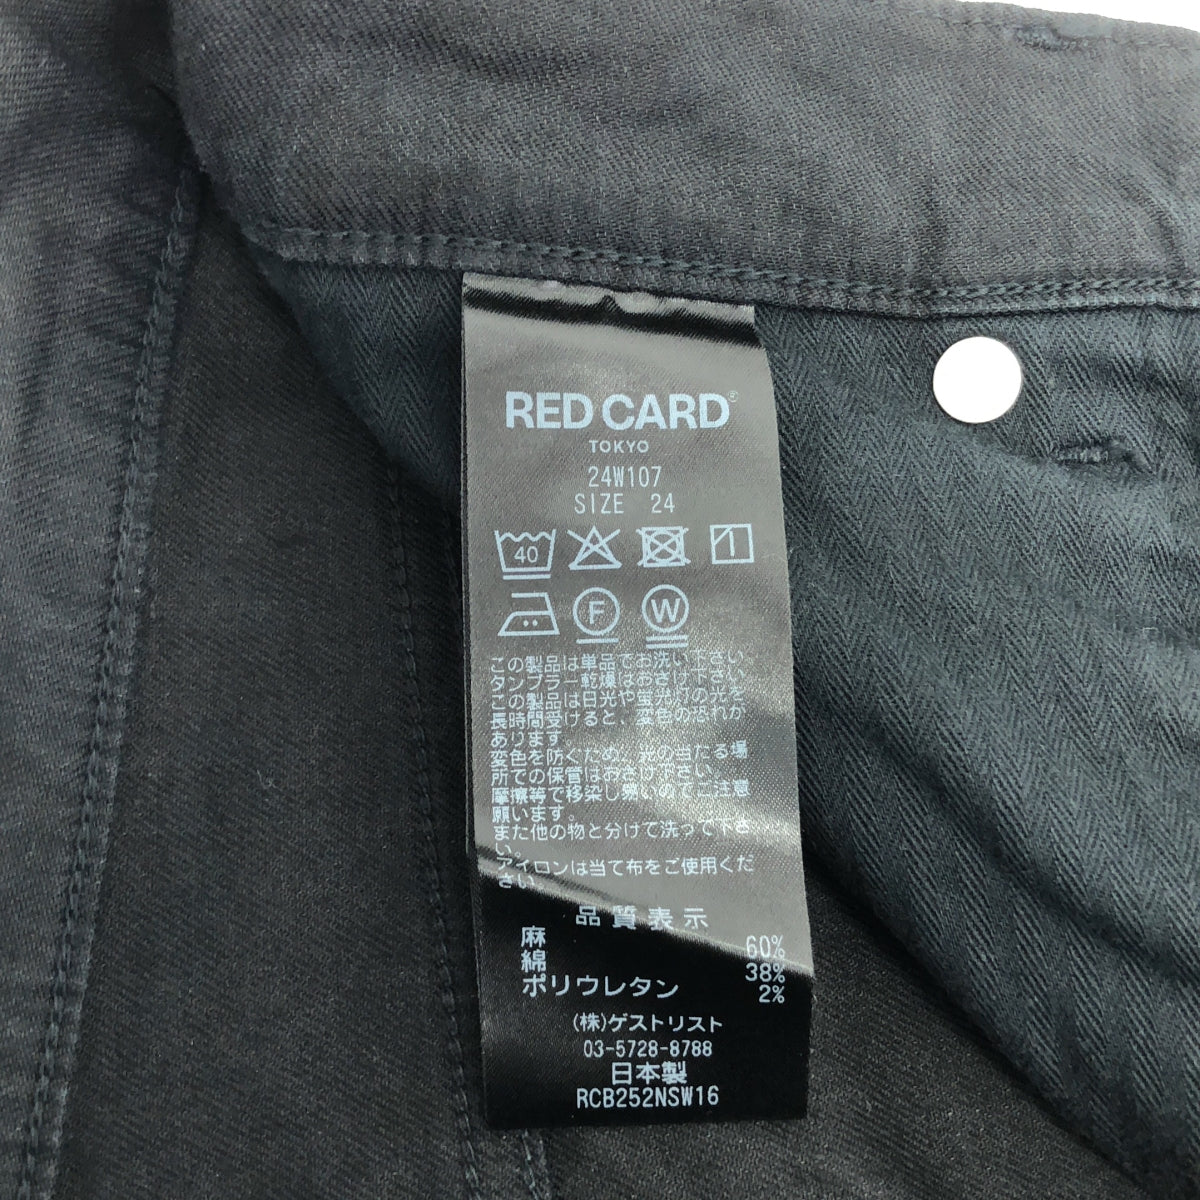 RED CARD®
TOKYO
24W107
SIZE 24
40
F W
この製品は単品でお洗い下さい。
タンブラー乾燥はおさけ下さい。
この製品は日光や蛍光灯の光を
長時間受けると、変色の恐れが
あります。
変色を防ぐため、光の当たる場
所での保管はおさけ下さい。
摩擦等で移染し易いのでご注意
願います。
また他の物と分けて洗って下さ
い。
アイロンは当て布をご使用くだ
さい。
品質表示
麻 60%
綿 38%
ポリウレタン 2%
(株)ゲストリスト
03-5728-8788
日本製
RCB252NSW16